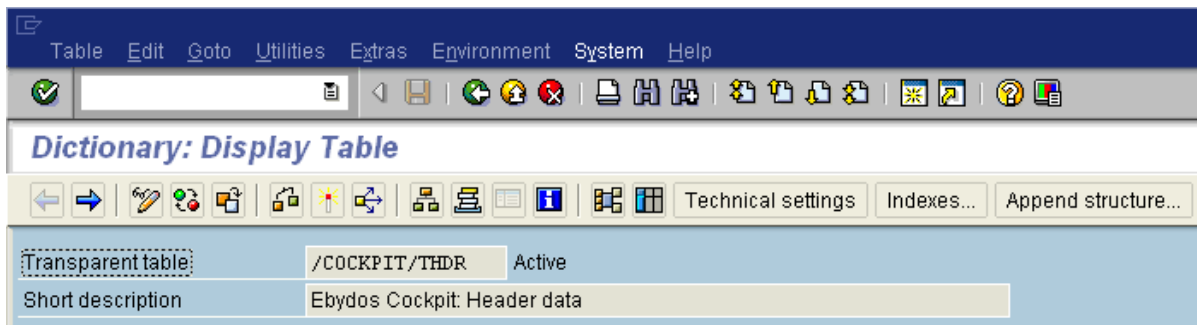 Table Edit Goto Utilities Extras Environment System Help
Dictionary: Display Table
Technical settings Indexes... Append structure...
Transparent table /COCKPIT/THDR Active
Short description Ebydos Cockpit: Header data